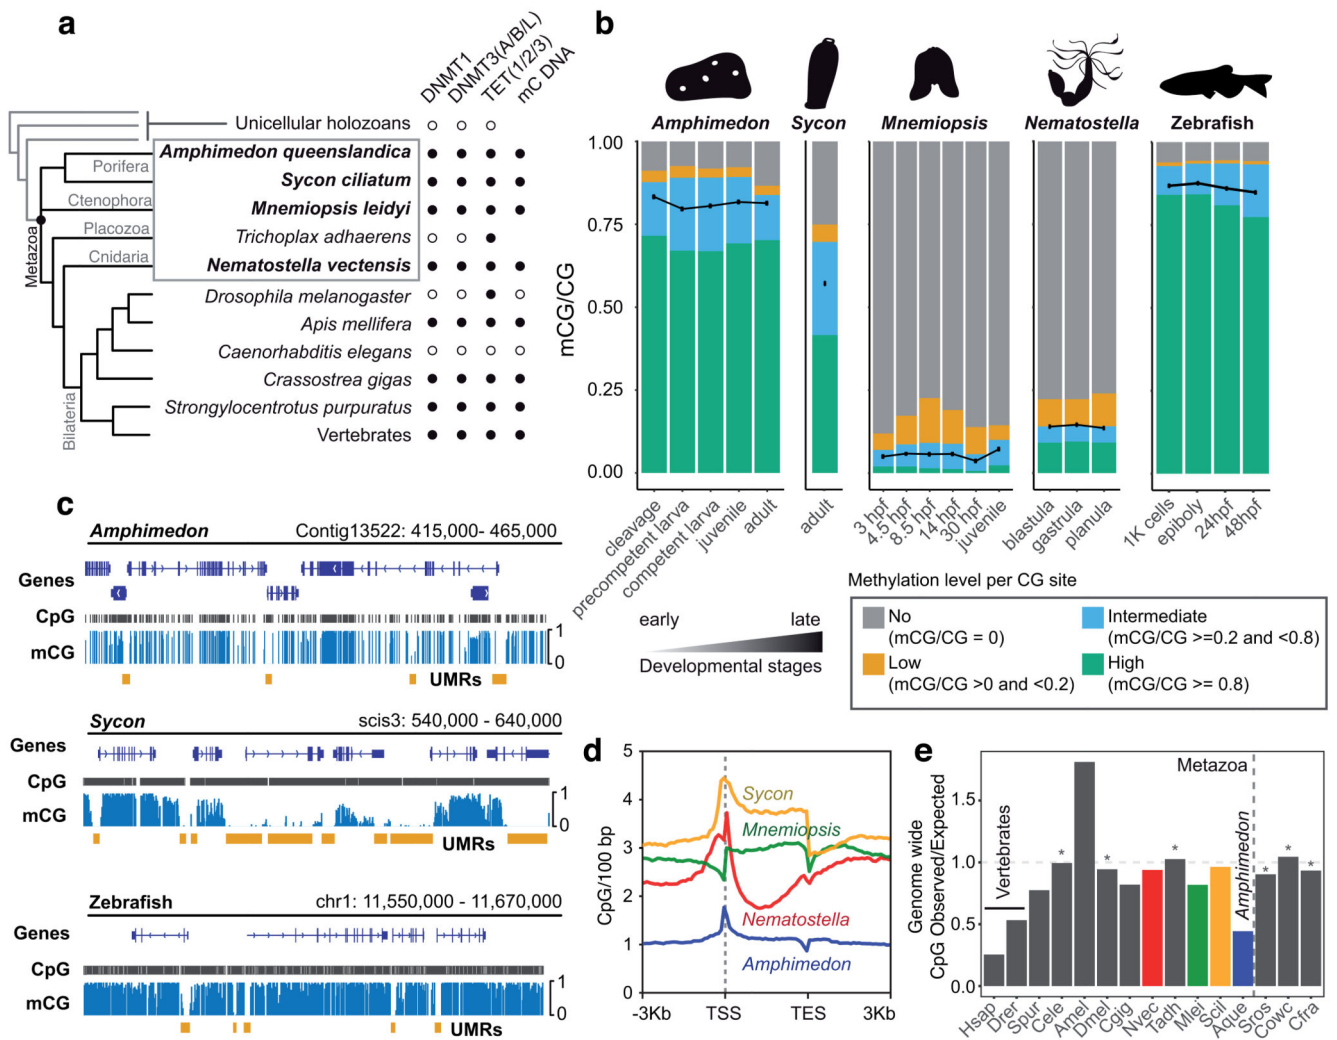 a
DNMT1
DNMT3(A/B/L)
TET(1/2/3)
mC DNA
Unicellular holozoans
Amphimedon queenslandica
Porifera
Sycon ciliatum
Ctenophora
Mnemiopsis leidyi
Placozoa
Trichoplax adhaerens
Cnidaria
Nematostella vectensis
Metazoa
Drosophila melanogaster
Apis mellifera
Caenorhabditis elegans
Crassostrea gigas
Bilateria
Strongylocentrotus purpuratus
Vertebrates
b
Amphimedon
Sycon
Mnemiopsis
Nematostella
Zebrafish
mCG/CG
1.00
0.75
0.50
0.25
0.00
cleavage
precompetent larva
competent larva
juvenile
adult
adult
3 hpf
4.5 hpf
8.5 hpf
14 hpf
30 hpf
juvenile
blastula
gastrula
planula
1K cells
epiboly
24hpf
48hpf
early
late
Developmental stages
Methylation level per CG site
No
(mCG/CG = 0)
Low
(mCG/CG >0 and <0.2)
Intermediate
(mCG/CG >=0.2 and <0.8)
High
(mCG/CG >= 0.8)
c
Amphimedon
Contig13522: 415,000- 465,000
Genes
CpG
mCG
1
0
UMRs
Sycon
scis3: 540,000 - 640,000
Genes
CpG
mCG
1
0
UMRs
Zebrafish
chr1: 11,550,000 - 11,670,000
Genes
CpG
mCG
1
0
UMRs
d
CpG/100 bp
5
4
3
2
1
0
Sycon
Mnemiopsis
Nematostella
Amphimedon
-3Kb
TSS
TES
3Kb
e
Genome wide
CpG Observed/Expected
1.5
1.0
0.5
0.0
Vertebrates
Metazoa
Amphimedon
*
*
*
*
*
*
Hsap
Drer
Spur
Cele
Amel
Dmel
Cgig
Nvec
Tadh
Mlei
Scil
Aque
Sros
Cowc
Cfra